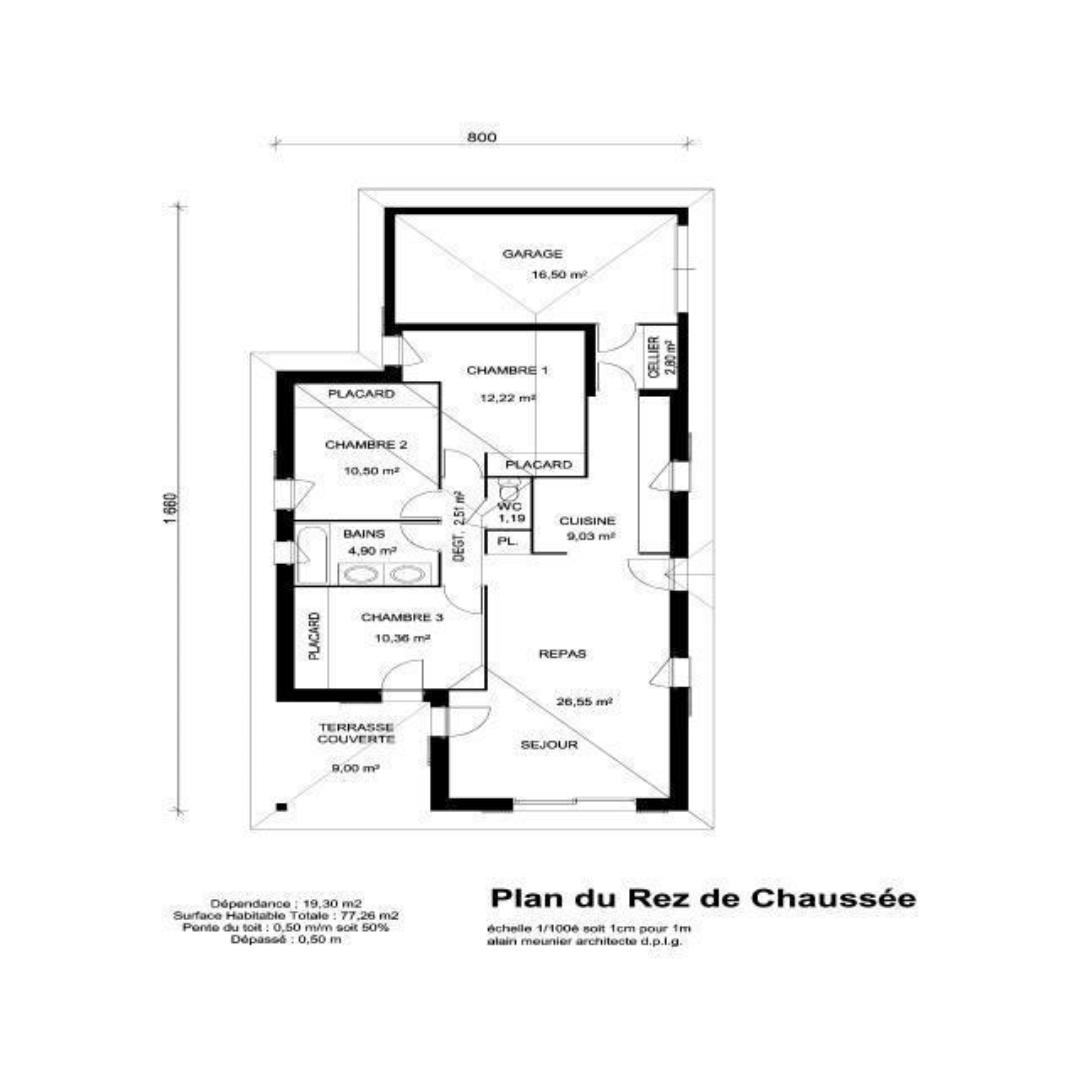 800
1660
GARAGE
16,50 m²
CELLIER
2,80 m²
CHAMBRE 1
12,22 m²
PLACARD
PLACARD
CHAMBRE 2
10,50 m²
DEGT. 2,51 m²
WC
1,19
PL.
CUISINE
9,03 m²
BAINS
4,90 m²
CHAMBRE 3
10,36 m²
PLACARD
REPAS
26,55 m²
SEJOUR
TERRASSE
COUVERTE
9,00 m²
Plan du Rez de Chaussée
échelle 1/100è soit 1cm pour 1m
alain meunier architecte d.p.l.g.
Dépendance : 19,30 m2
Surface Habitable Totale : 77,26 m2
Pente du toit : 0,50 m/m soit 50%
Dépassé : 0,50 m